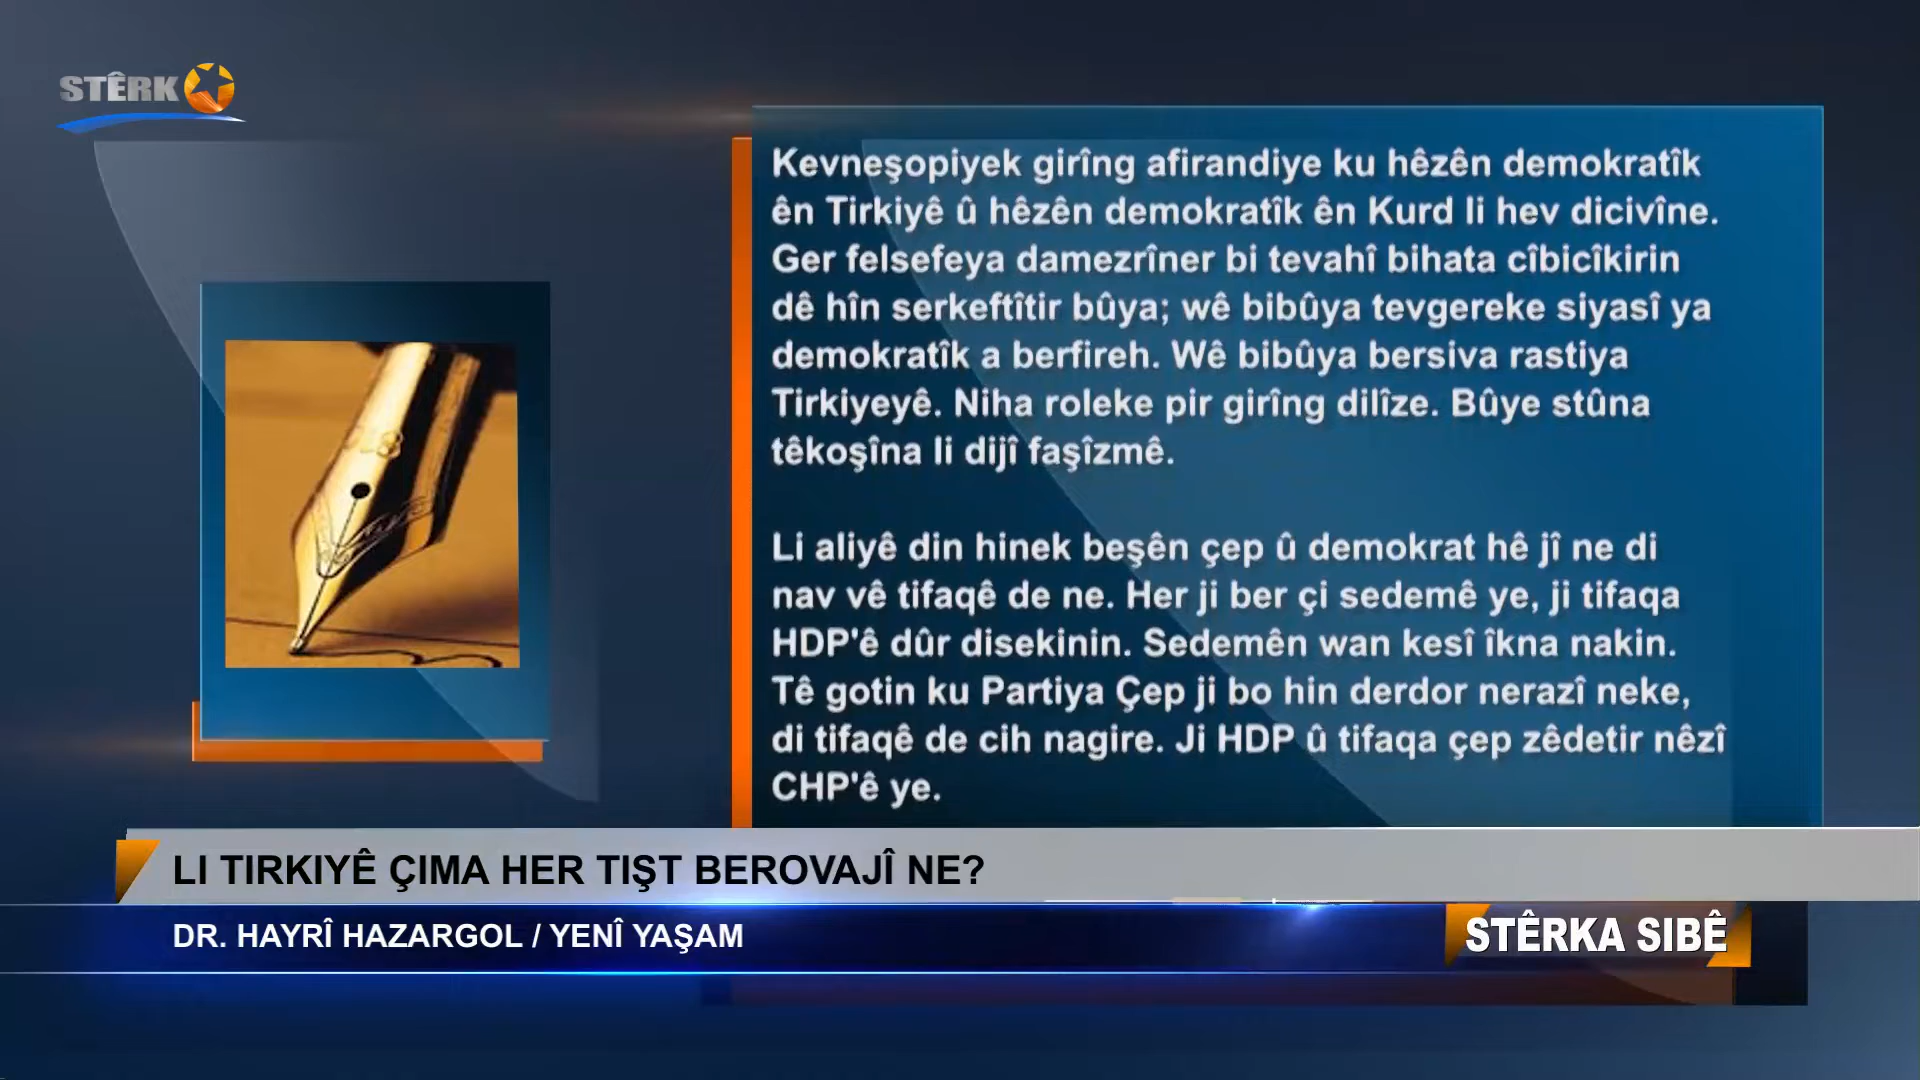 STÊRK
Kevneşopiyek girîng afirandiye ku hêzên demokratîk
ên Tirkiyê û hêzên demokratîk ên Kurd li hev dicivîne.
Ger felsefeya damezrîner bi tevahî bihata cîbicîkirin
dê hîn serkeftîtir bûya; wê bibûya tevgereke siyasî ya
demokratîk a berfireh. Wê bibûya bersiva rastiya
Tirkiyeyê. Niha roleke pir girîng dilîze. Bûye stûna
têkoşîna li dijî faşîzmê.
Li aliyê din hinek beşên çep û demokrat hê jî ne di
nav vê tifaqê de ne. Her ji ber çi sedemê ye, ji tifaqa
HDP'ê dûr disekinin. Sedemên wan kesî îkna nakin.
Tê gotin ku Partiya Çep ji bo hin derdor nerazî neke,
di tifaqê de cih nagire. Ji HDP û tifaqa çep zêdetir nêzî
CHP'ê ye.
LI TIRKIYÊ ÇIMA HER TIŞT BEROVAJÎ NE?
DR. HAYRÎ HAZARGOL / YENÎ YAŞAM
STÊRKA SIBÊ